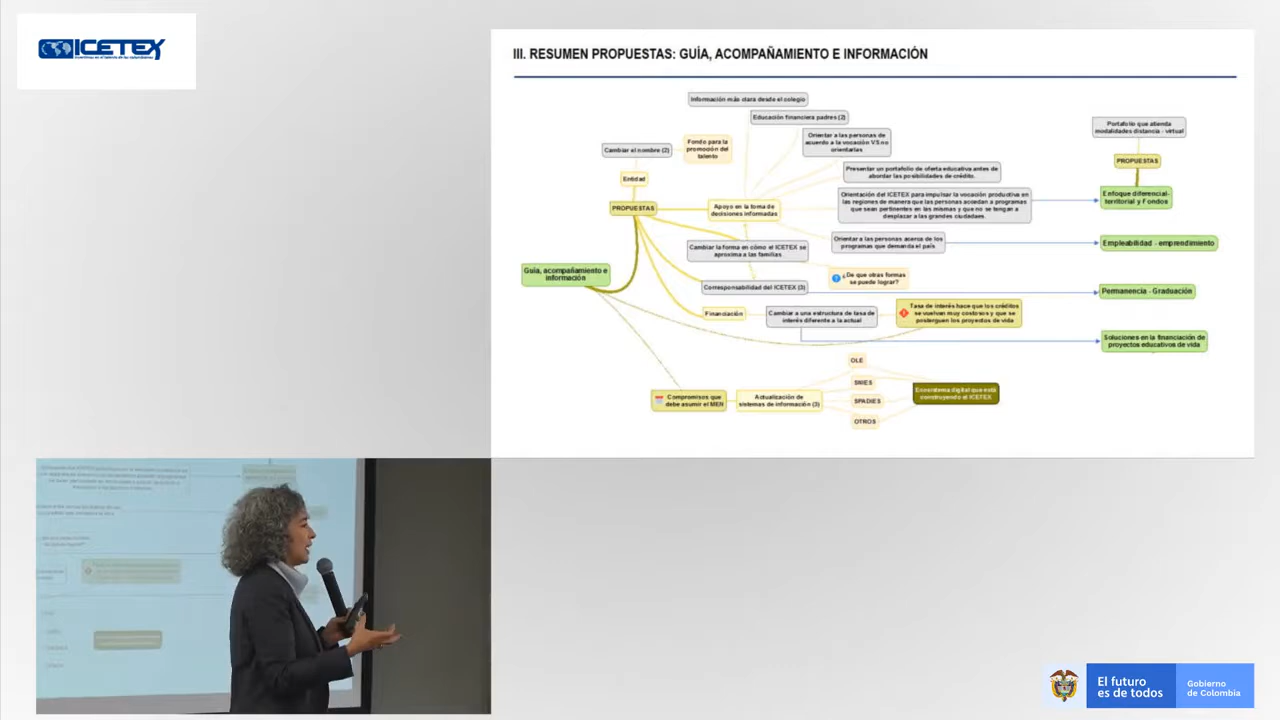 ICETEX
III. RESUMEN PROPUESTAS: GUÍA, ACOMPAÑAMIENTO E INFORMACIÓN
Información más clara desde el colegio
Educación financiera padres (2)
Orientar a las personas de
acuerdo a la vocación V.S no
orientarlas
Cambiar el nombre (2)
Fondo para la
promoción del
talento
Presentar un portafolio de oferta educativa antes de
abordar las posibilidades de crédito.
Entidad
PROPUESTAS
Apoyo en la toma de
decisiones informadas
Orientación del ICETEX para impulsar la vocación productiva en
las regiones de manera que las personas accedan a programas
que sean pertinentes en las mismas y que no se tengan a
desplazar a las grandes ciudades
Cambiar la forma en cómo el ICETEX se
aproxima a las familias
Orientar a las personas acerca de los
programas que demanda el país
Guía, acompañamiento e
información
¿De que otras formas
se puede lograr?
Corresponsabilidad del ICETEX (3)
Financiación
Cambiar a una estructura de tasa de
interés diferente a la actual
Tasa de interés hace que los créditos
se vuelvan muy costosos y que se
posterguen los proyectos de vida
Compromisos que
debe asumir el MEN
Actualización de
sistemas de información (3)
OLE
SNIES
SPADIES
OTROS
Ecosistema digital que está
construyendo el ICETEX
Portafolio que atienda
modalidades distancia - virtual
PROPUESTAS
Enfoque diferencial-
territorial y Fondos
Empleabilidad - emprendimiento
Permanencia - Graduación
Soluciones en la financiación de
proyectos educativos de vida
El futuro
es de todos
Gobierno
de Colombia